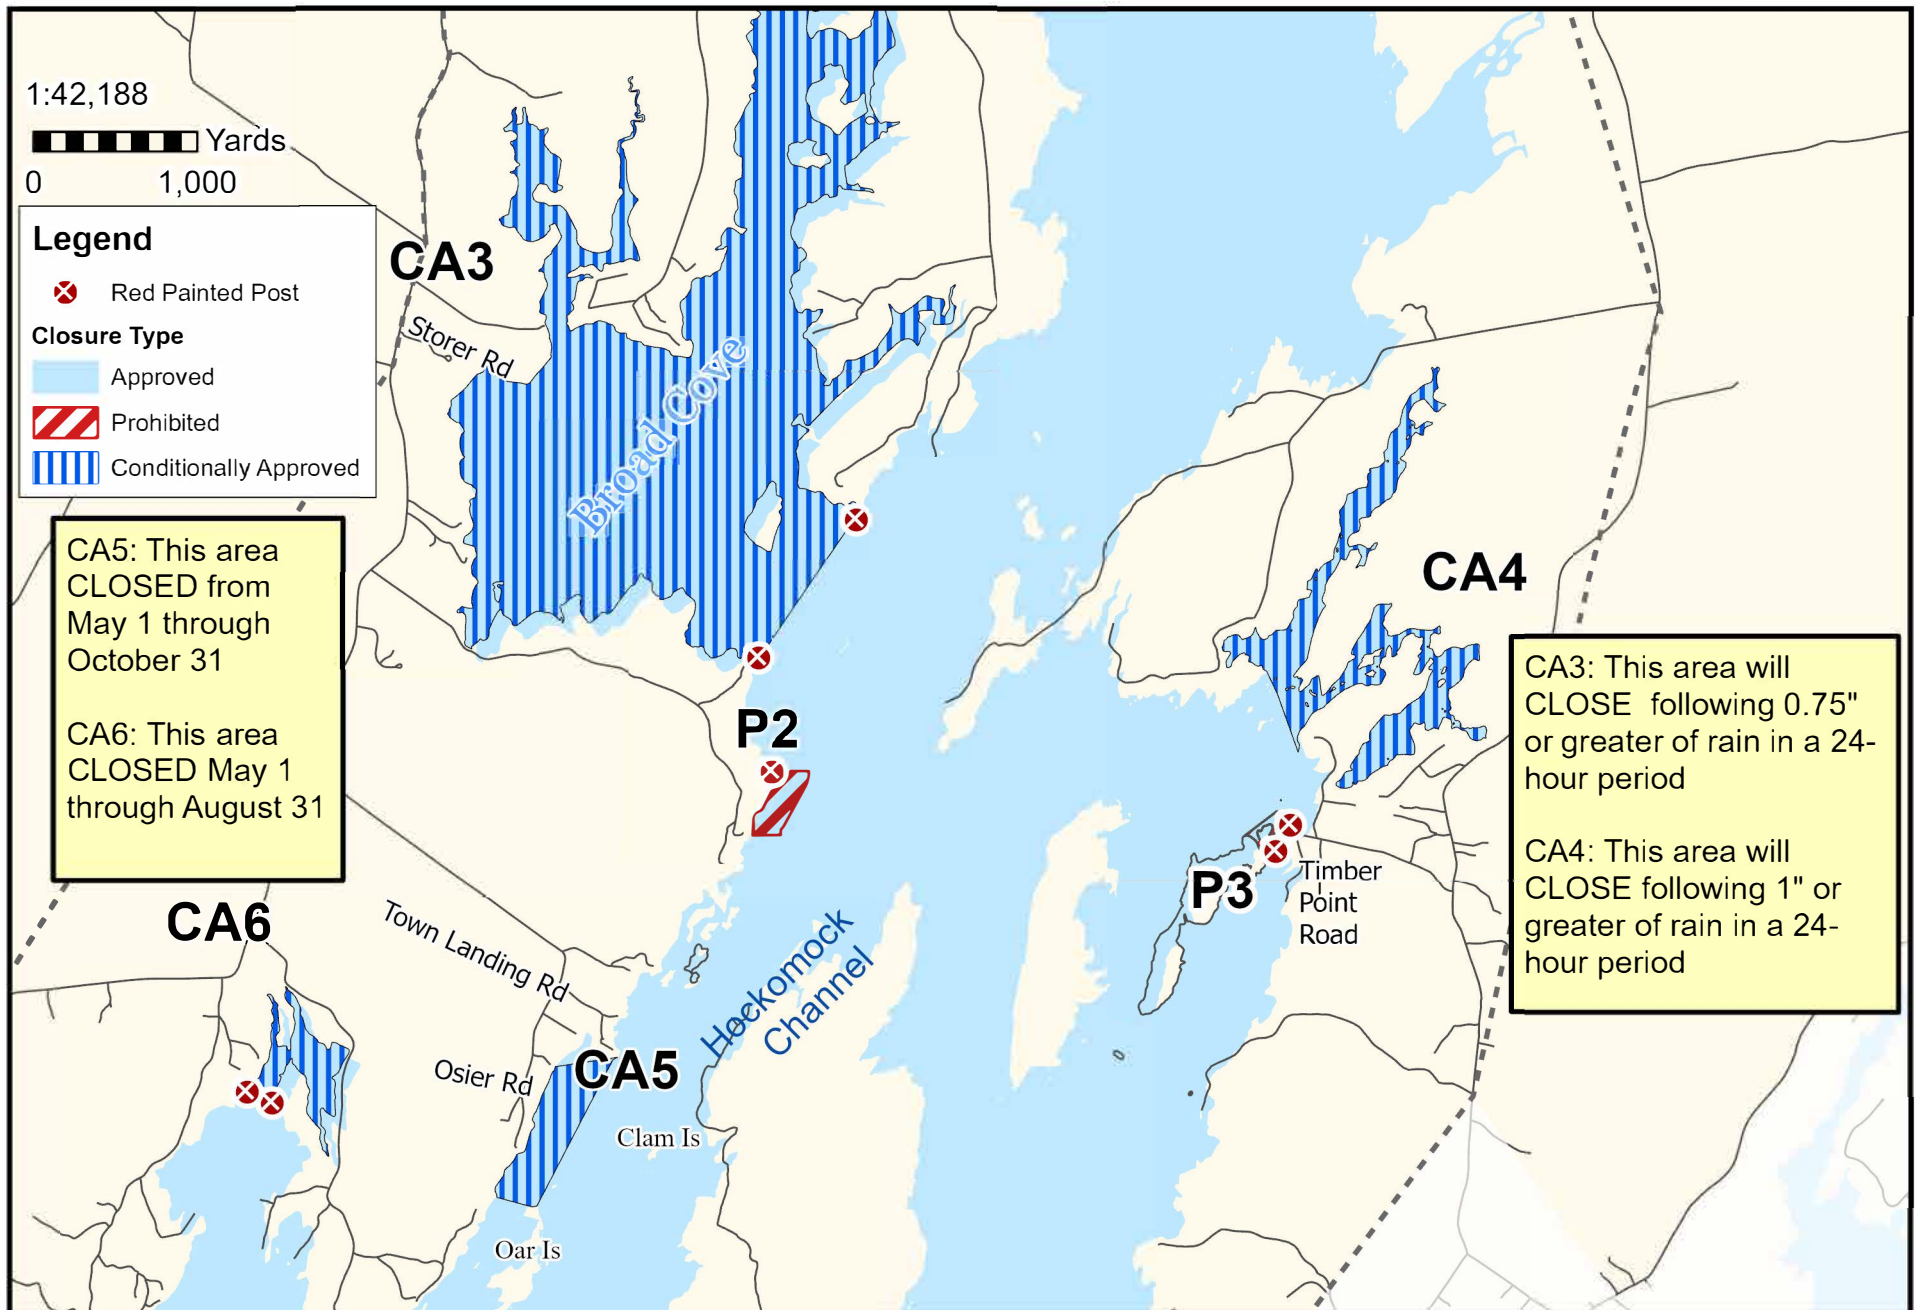 1:42,188
Yards
0 1,000
Legend
Red Painted Post
Closure Type
Approved
Prohibited
Conditionally Approved
CA3
Storer Rd
Broad Cove
CA5: This area
CLOSED from
May 1 through
October 31
CA6: This area
CLOSED May 1
through August 31
CA4
CA3: This area will
CLOSE following 0.75"
or greater of rain in a 24-
hour period
CA4: This area will
CLOSE following 1" or
greater of rain in a 24-
hour period
P2
P3
Timber
Point
Road
CA6
Town Landing Rd
Hockomock
Channel
Osier Rd
CA5
Clam Is
Oar Is